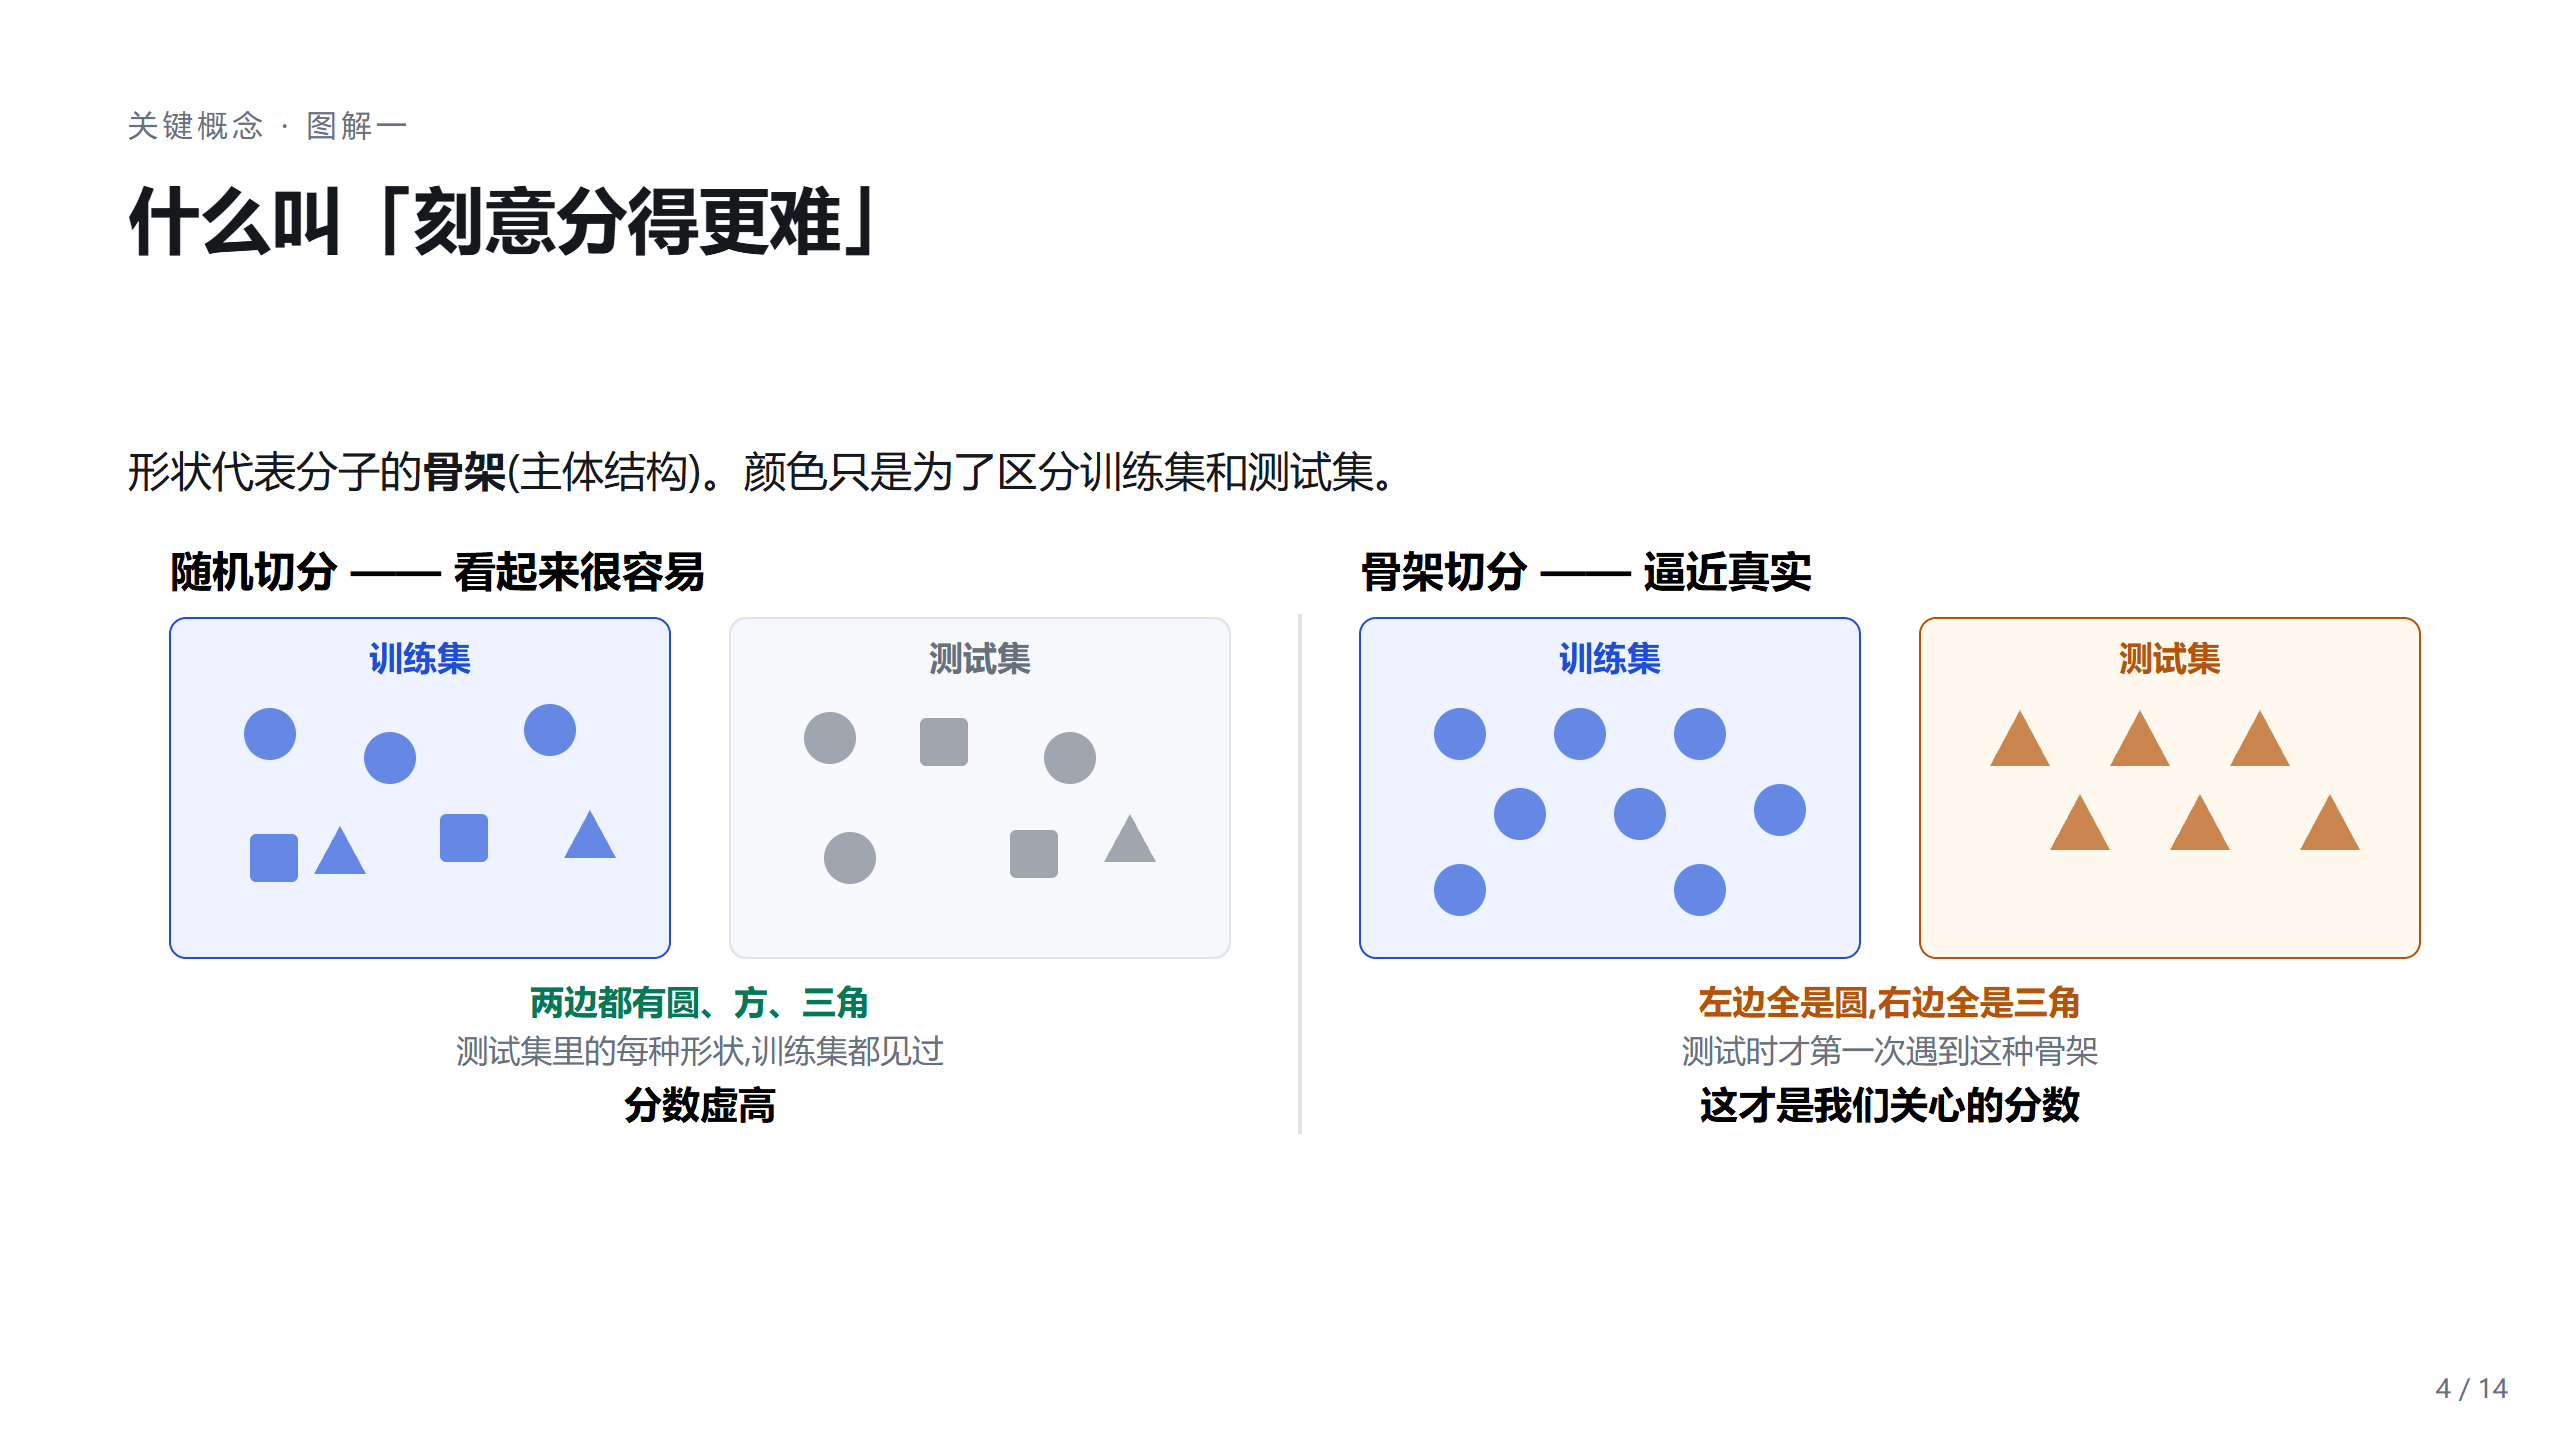 关键概念 · 图解一
什么叫「刻意分得更难」
形状代表分子的骨架(主体结构)。颜色只是为了区分训练集和测试集。
随机切分 —— 看起来很容易
训练集
测试集
两边都有圆、方、三角
测试集里的每种形状,训练集都见过
分数虚高
骨架切分 —— 逼近真实
训练集
测试集
左边全是圆,右边全是三角
测试时才第一次遇到这种骨架
这才是我们关心的分数
4 / 14